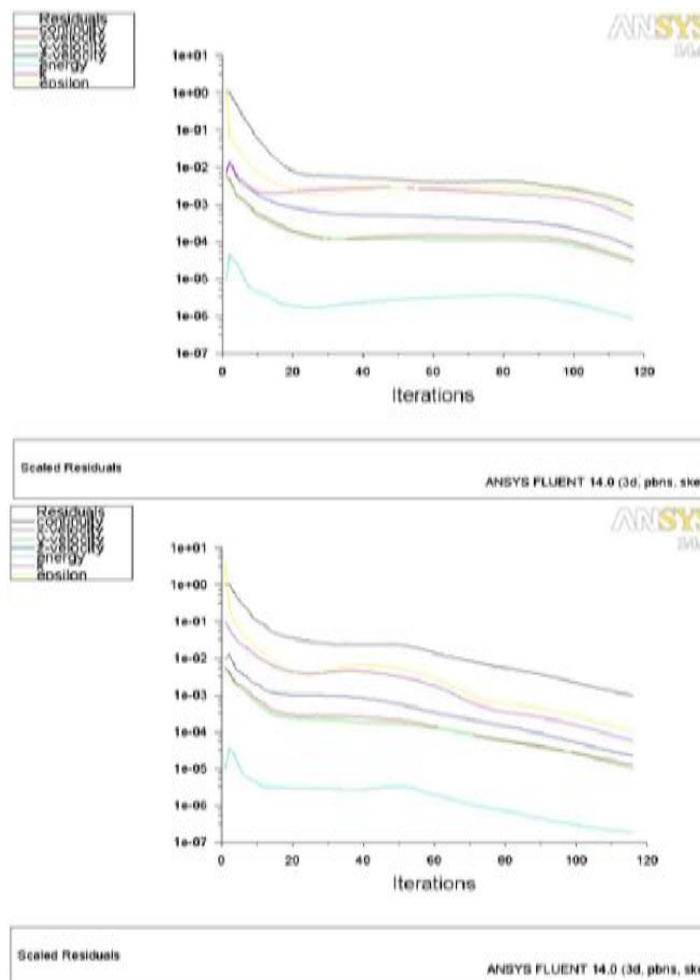 Residuals
continuity
energy
epsilon
ANSYS
1e+01
1e+00
1e-01
1e-02
1e-03
1e-04
1e-05
1e-06
1e-07
0 20 40 60 80 100 120
Iterations
Scaled Residuals
ANSYS FLUENT 14.0 (3d, pbns, ske
Residuals
continuity
energy
epsilon
ANSYS
1e+01
1e+00
1e-01
1e-02
1e-03
1e-04
1e-05
1e-06
1e-07
0 20 40 60 80 100 120
Iterations
Scaled Residuals
ANSYS FLUENT 14.0 (3d, pbns, ske